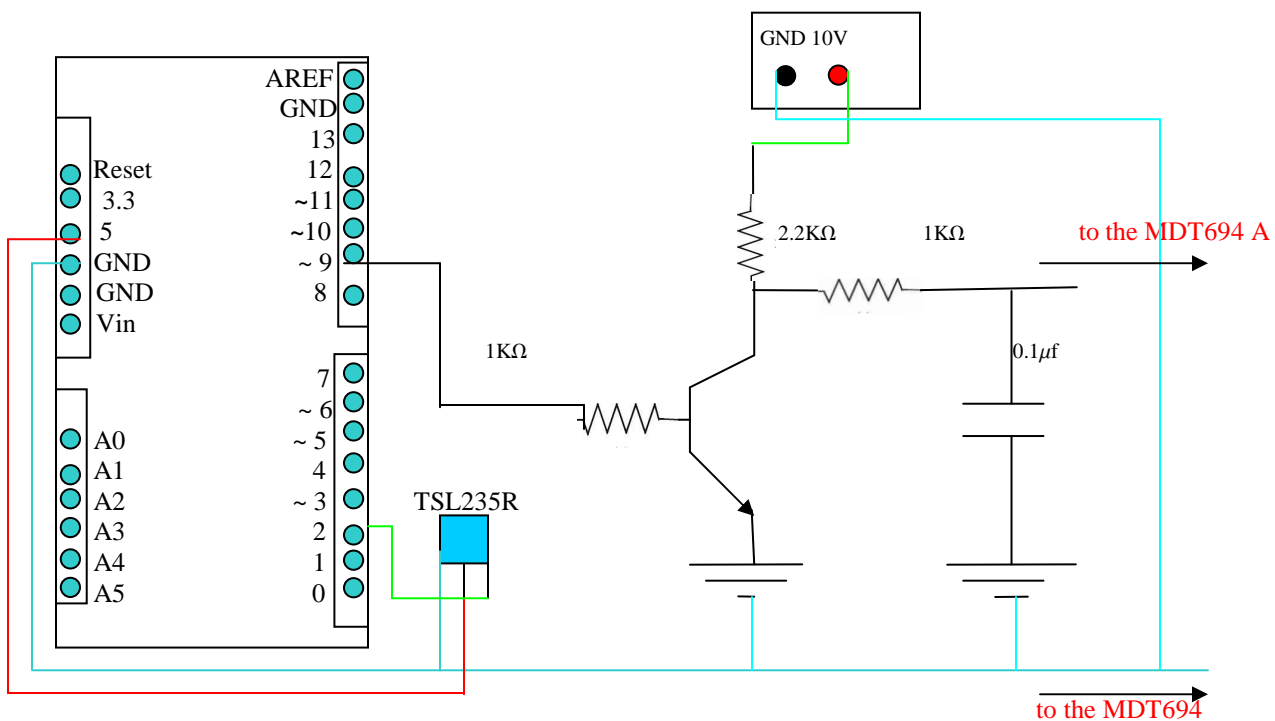 GND 10V
AREF
GND
13
12
~11
~10
~ 9
8
7
~ 6
~ 5
4
~ 3
2
1
0
Reset
3.3
5
GND
GND
Vin
A0
A1
A2
A3
A4
A5
TSL235R
1KΩ
2.2KΩ
1KΩ
0.1μf
to the MDT694 A
to the MDT694